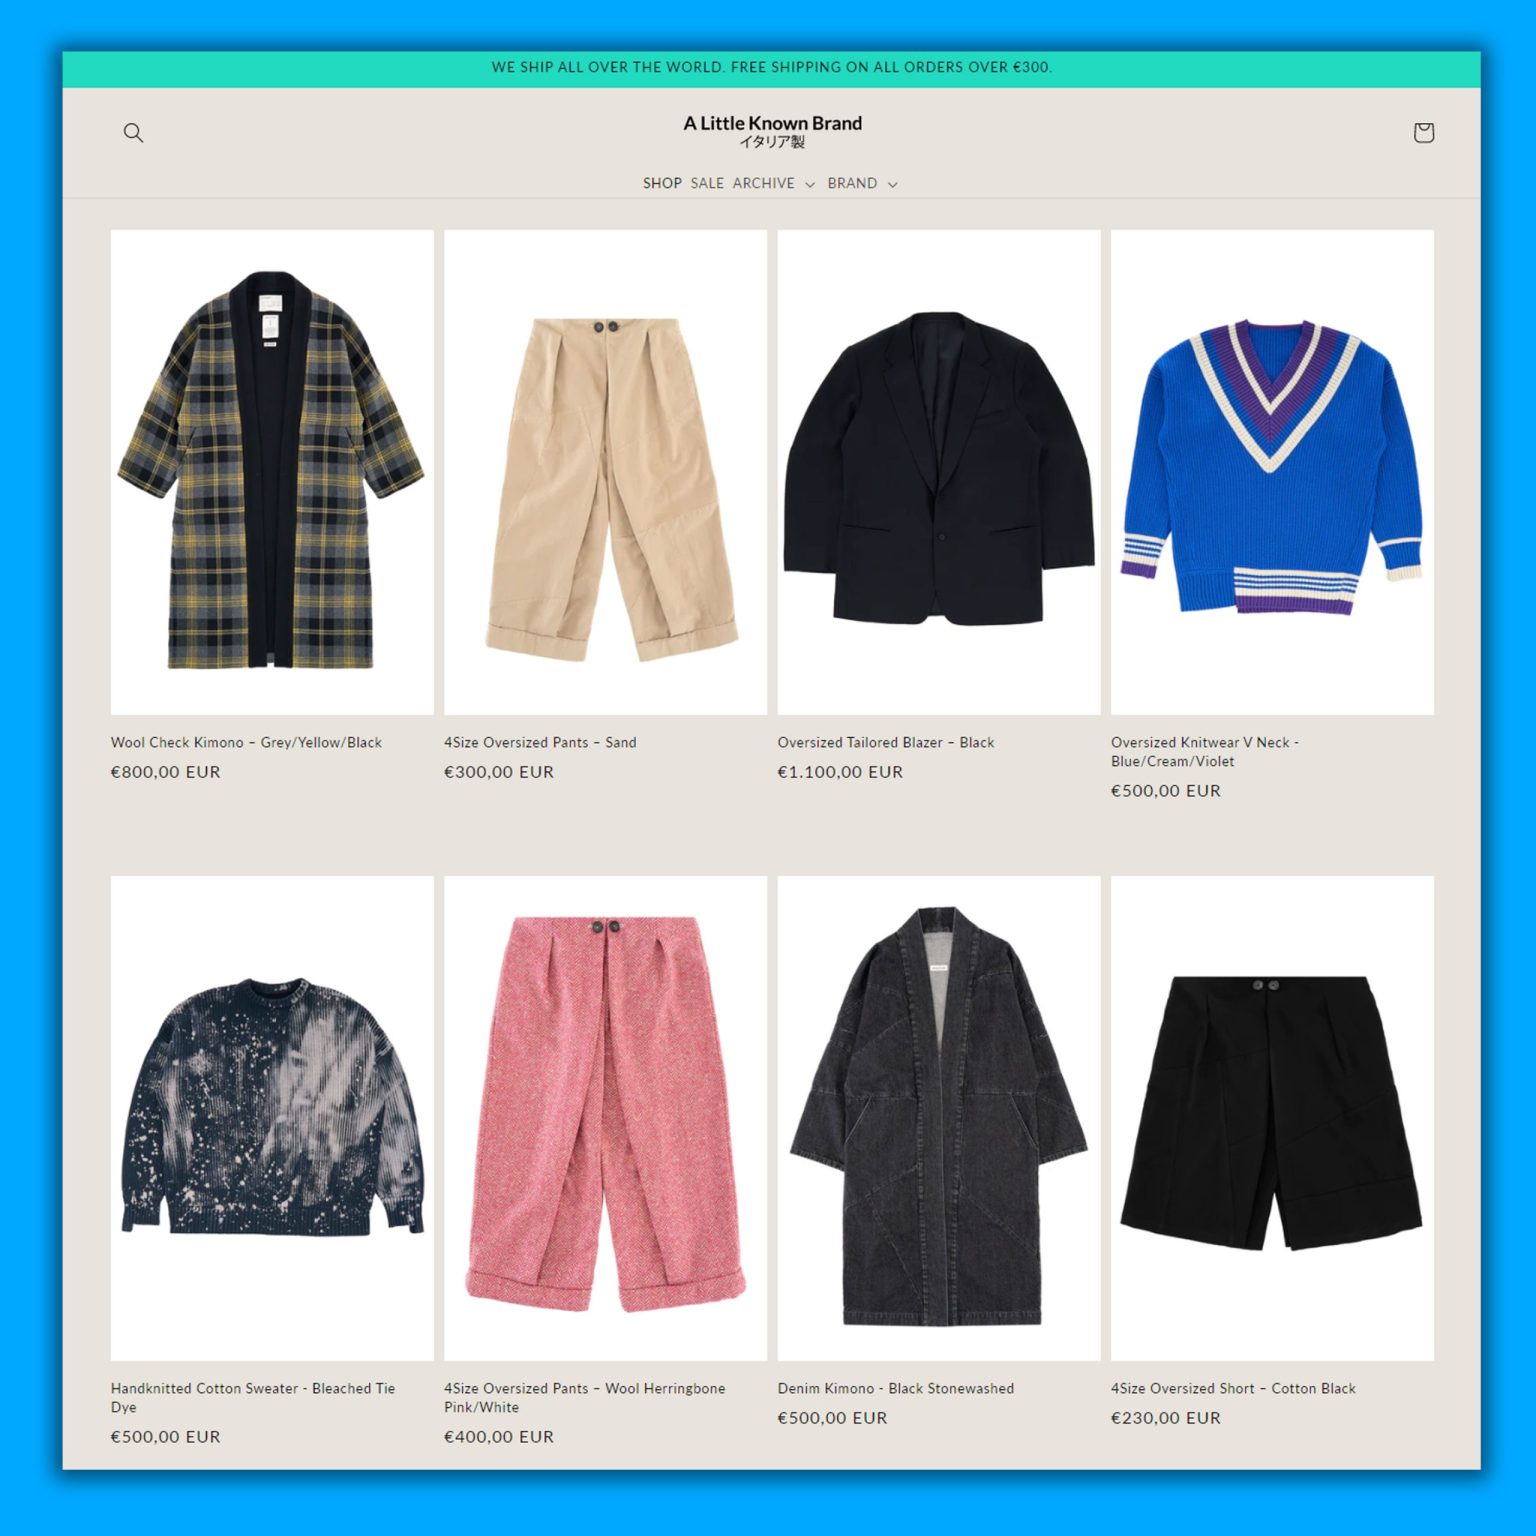 WE SHIP ALL OVER THE WORLD. FREE SHIPPING ON ALL ORDERS OVER €300.
A Little Known Brand
イタリア製
SHOP SALE ARCHIVE BRAND
Wool Check Kimono – Grey/Yellow/Black
€800,00 EUR
4Size Oversized Pants – Sand
€300,00 EUR
Oversized Tailored Blazer – Black
€1.100,00 EUR
Oversized Knitwear V Neck -
Blue/Cream/Violet
€500,00 EUR
Handknitted Cotton Sweater - Bleached Tie
Dye
€500,00 EUR
4Size Oversized Pants – Wool Herringbone
Pink/White
€400,00 EUR
Denim Kimono - Black Stonewashed
€500,00 EUR
4Size Oversized Short – Cotton Black
€230,00 EUR